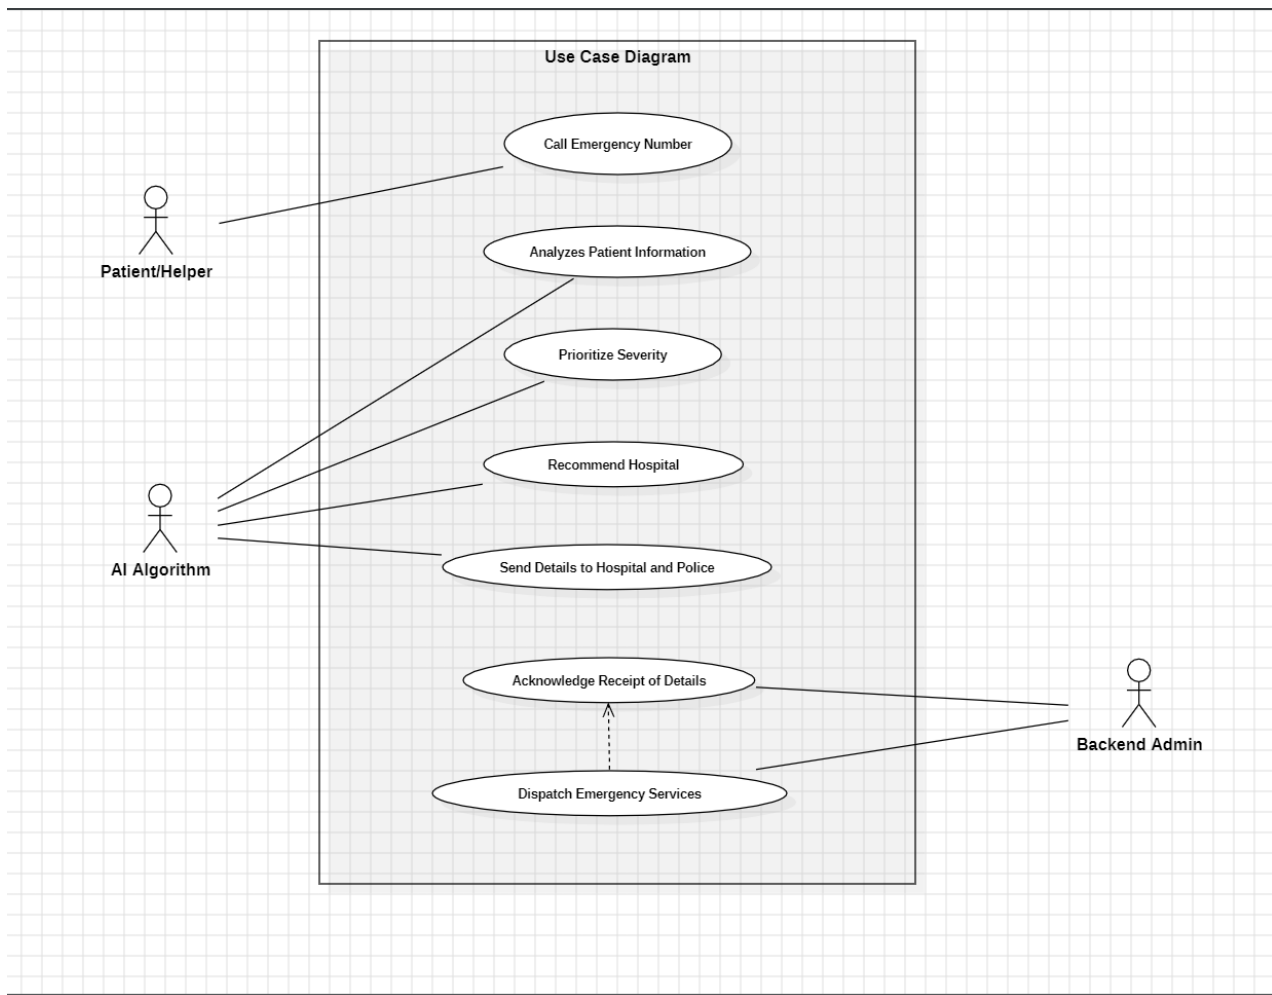 Use Case Diagram
Call Emergency Number
Patient/Helper
Analyzes Patient Information
Prioritize Severity
Recommend Hospital
AI Algorithm
Send Details to Hospital and Police
Acknowledge Receipt of Details
Backend Admin
Dispatch Emergency Services